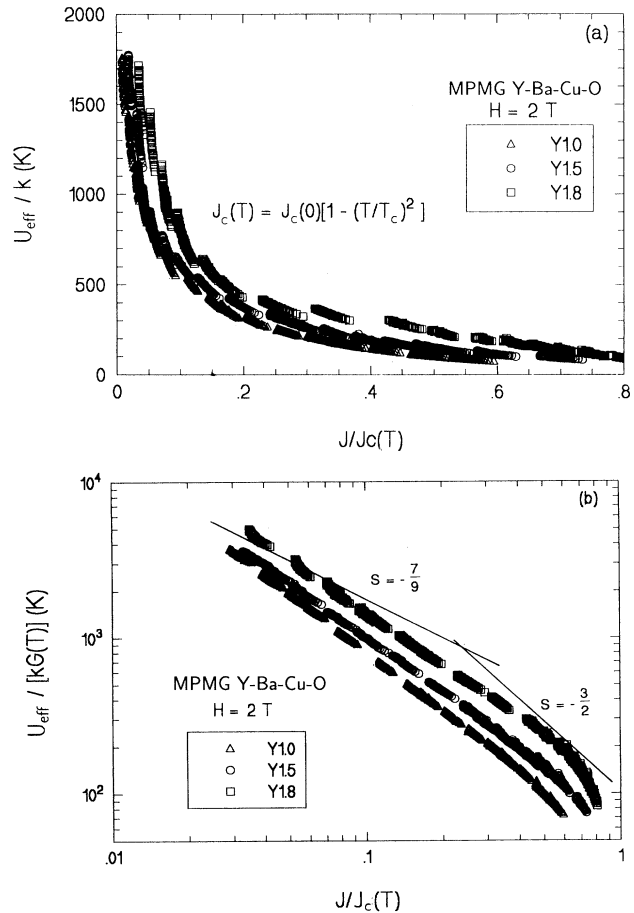 (a)
2000
1500
1000
500
0
U_eff / k (K)
MPMG Y-Ba-Cu-O
H = 2 T
△ Y1.0
○ Y1.5
□ Y1.8
J_c(T) = J_c(0)[1 - (T/T_c)^2 ]
0 .2 .4 .6 .8
J/Jc(T)
(b)
10^4
10^3
10^2
U_eff / [kG(T)] (K)
S = - 7/9
S = - 3/2
MPMG Y-Ba-Cu-O
H = 2 T
△ Y1.0
○ Y1.5
□ Y1.8
.01 .1 1
J/J_c(T)